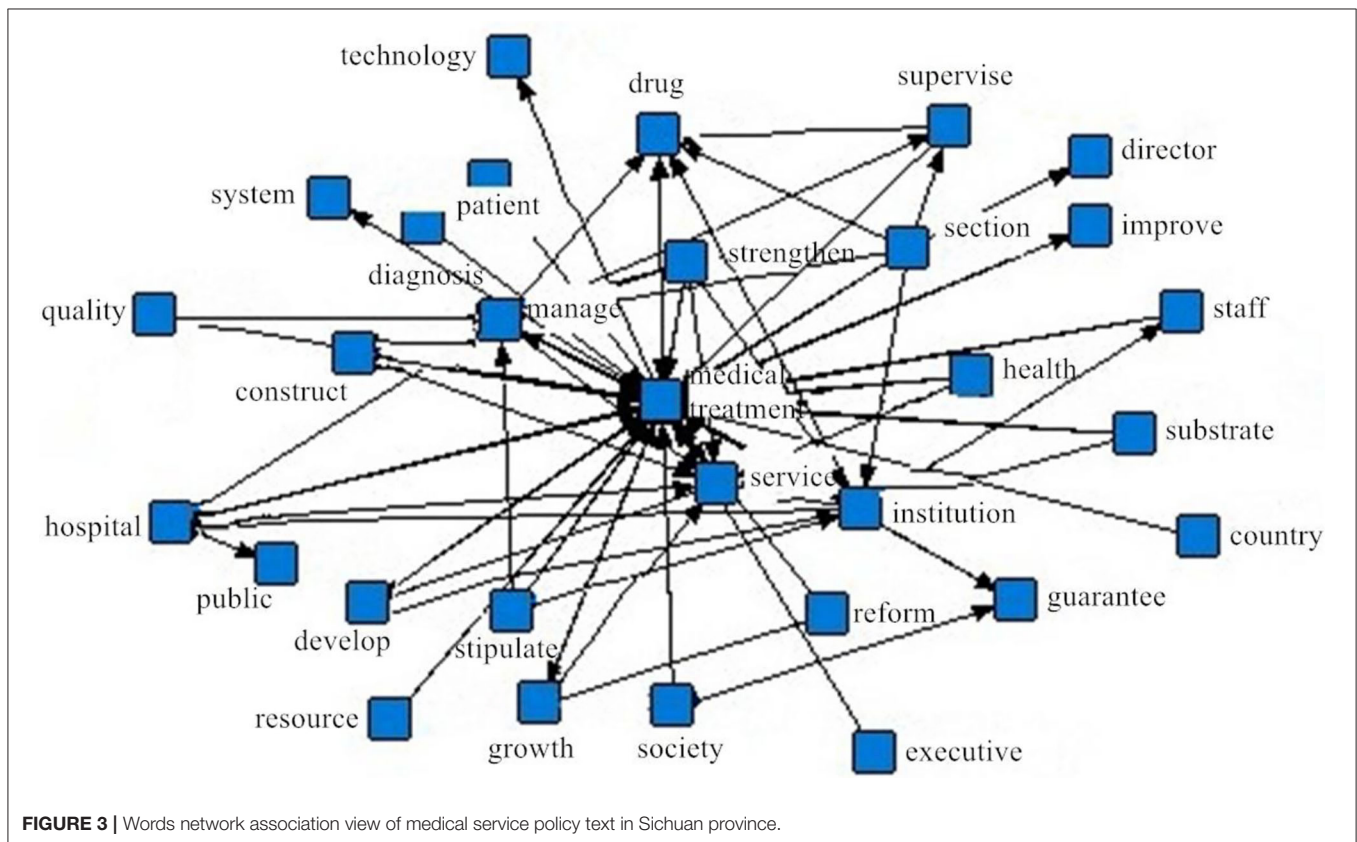 technology
drug
supervise
director
system
patient
improve
section
strengthen
diagnosis
quality
manage
staff
construct
medical
treatment
health
substrate
service
hospital
institution
country
public
develop
stipulate
reform
guarantee
resource
growth
society
executive
FIGURE 3 | Words network association view of medical service policy text in Sichuan province.